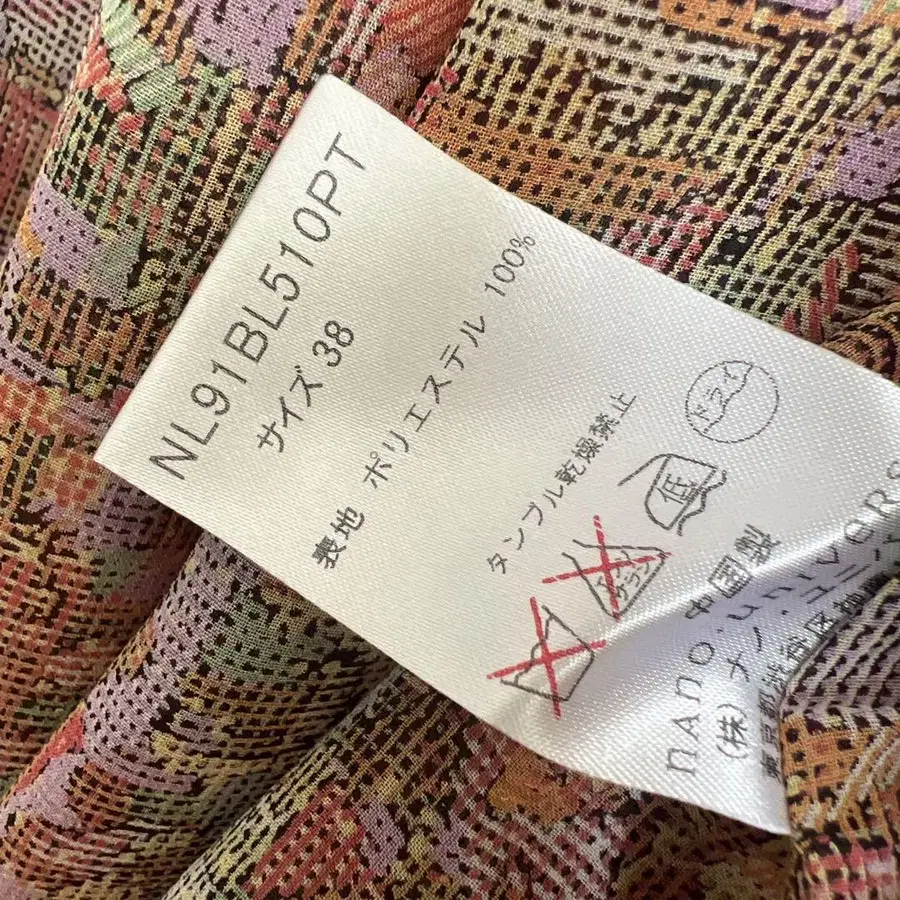 NL91BL510PT
サイズ 38
表地 ポリエステル 100%
タンブル乾燥禁止
エンソ
サラシ
低
ドライ
中国製
nano·univers
(株)ナノ・ユニ
東京都渋谷区